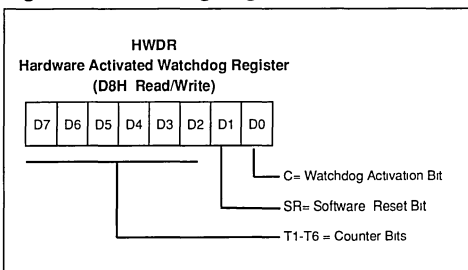 HWDR
Hardware Activated Watchdog Register
(D8H Read/Write)
D7 D6 D5 D4 D3 D2 D1 D0
C= Watchdog Activation Bit
SR= Software Reset Bit
T1-T6 = Counter Bits